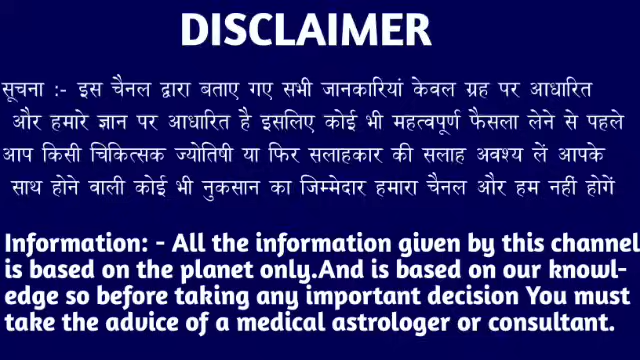 DISCLAIMER
सूचना :- इस चैनल द्वारा बताए गए सभी जानकारियां केवल ग्रह पर आधारित
और हमारे ज्ञान पर आधारित है इसलिए कोई भी महत्वपूर्ण फैसला लेने से पहले
आप किसी चिकित्सक ज्योतिषी या फिर सलाहकार की सलाह अवश्य लें आपके
साथ होने वाली कोई भी नुकसान का जिम्मेदार हमारा चैनल और हम नहीं होगें
Information: - All the information given by this channel
is based on the planet only.And is based on our knowl-
edge so before taking any important decision You must
take the advice of a medical astrologer or consultant.